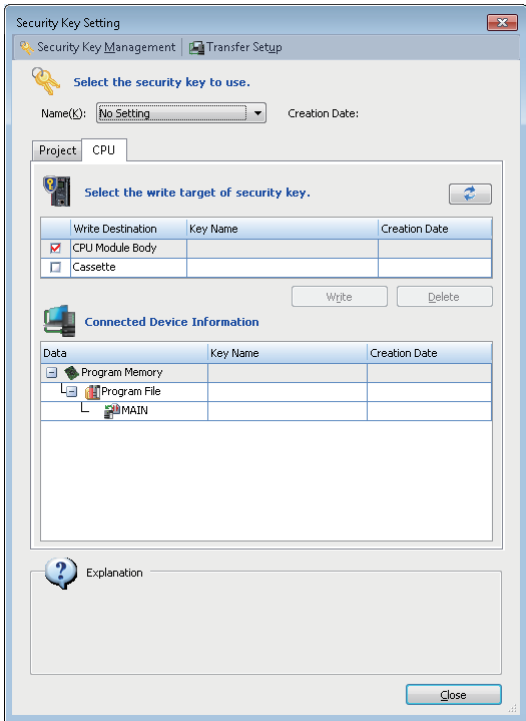 Security Key Setting
Security Key Management Transfer Setup
Select the security key to use.
Name(K): No Setting Creation Date:
Project CPU
Select the write target of security key.
Write Destination Key Name Creation Date
CPU Module Body
Cassette
Write Delete
Connected Device Information
Data Key Name Creation Date
Program Memory
Program File
MAIN
Explanation
Close